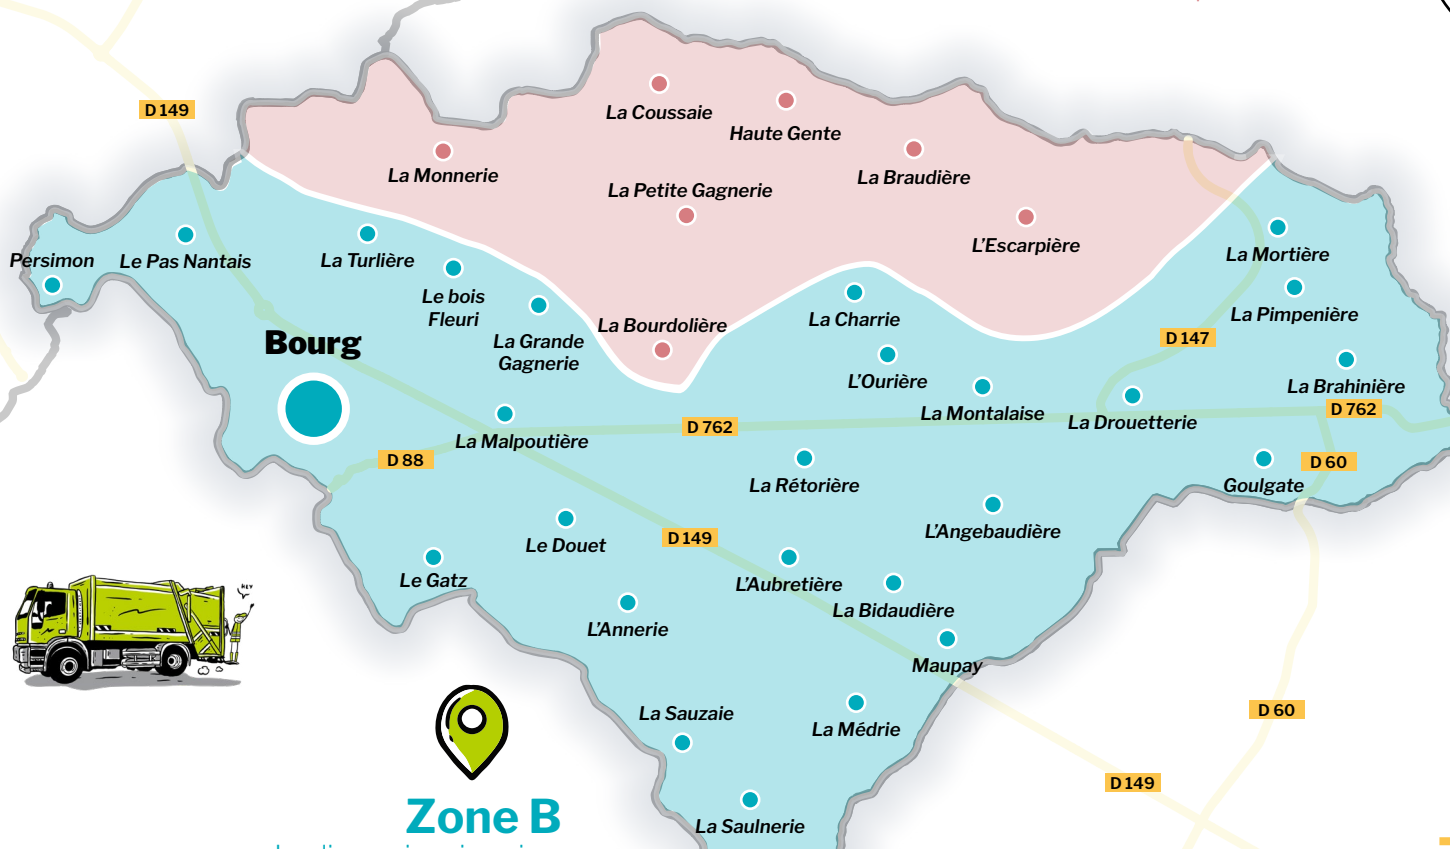 D 149
La Coussaie
Haute Gente
La Monnerie
La Braudière
La Petite Gagnerie
L'Escarpière
Persimon
Le Pas Nantais
La Turlière
La Mortière
Le bois
Fleuri
La Grande
Gagnerie
La Bourdolière
La Charrie
La Pimpenière
Bourg
D 147
L'Ourière
La Brahinière
La Montalaise
La Drouetterie
D 762
D 762
La Malpoutière
D 88
D 60
La Rétorière
Goulgate
L'Angebaudière
D 149
Le Douet
Le Gatz
L'Aubretière
La Bidaudière
HEY
L'Annerie
Maupay
D 60
La Sauzaie
La Médrie
D 149
Zone B
La Saulnerie